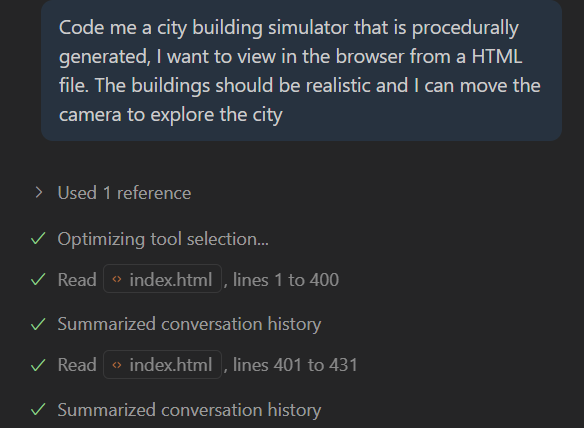 Code me a city building simulator that is procedurally
generated, I want to view in the browser from a HTML
file. The buildings should be realistic and I can move the
camera to explore the city
Used 1 reference
Optimizing tool selection...
Read <> index.html, lines 1 to 400
Summarized conversation history
Read <> index.html, lines 401 to 431
Summarized conversation history